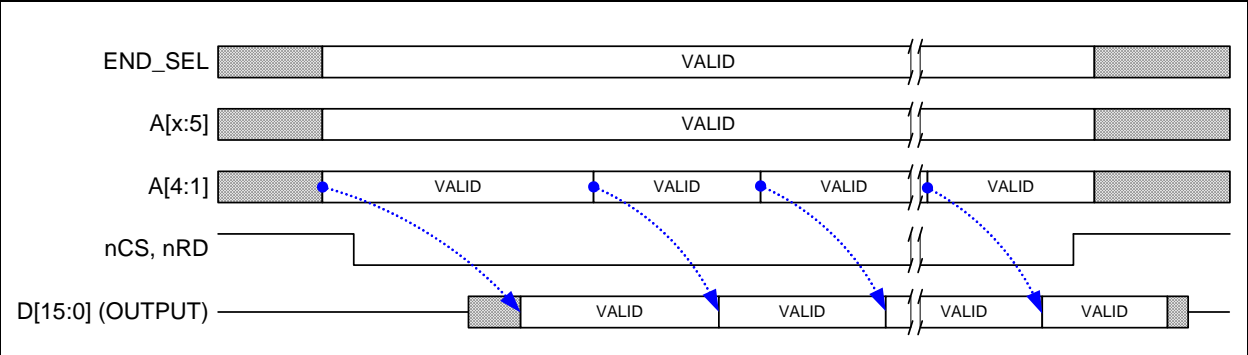 END_SEL VALID
A[x:5] VALID
A[4:1] VALID VALID VALID VALID
nCS, nRD
D[15:0] (OUTPUT) VALID VALID VALID VALID